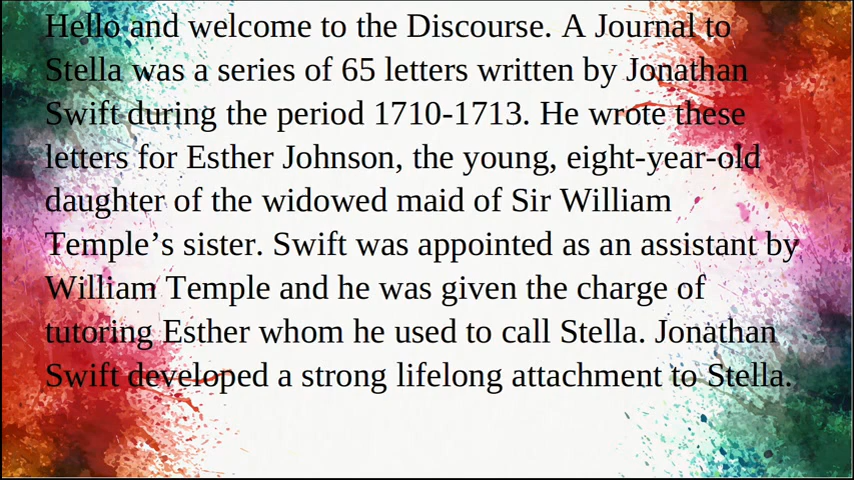 Hello and welcome to the Discourse. A Journal to
Stella was a series of 65 letters written by Jonathan
Swift during the period 1710-1713. He wrote these
letters for Esther Johnson, the young, eight-year-old
daughter of the widowed maid of Sir William
Temple’s sister. Swift was appointed as an assistant by
William Temple and he was given the charge of
tutoring Esther whom he used to call Stella. Jonathan
Swift developed a strong lifelong attachment to Stella.